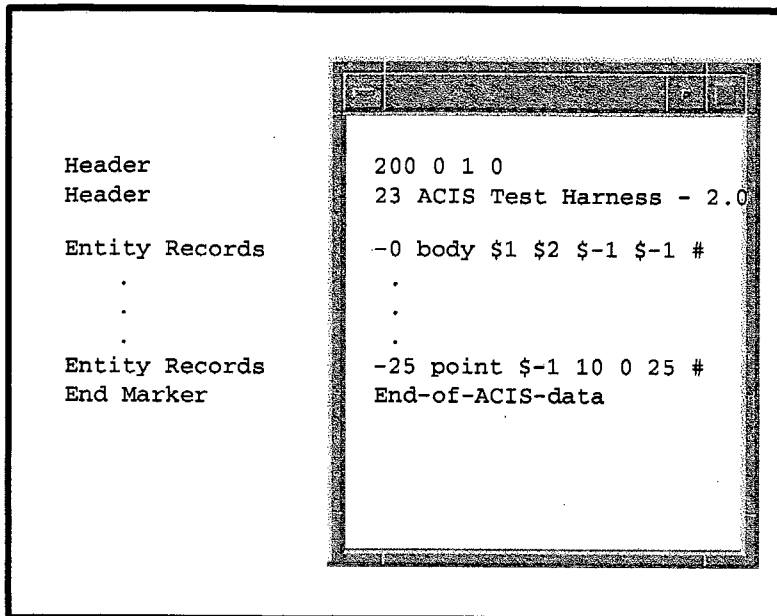 Header 200 0 1 0
Header 23 ACIS Test Harness - 2.0
Entity Records -0 body $1 $2 $-1 $-1 #
. .
. .
. .
Entity Records -25 point $-1 10 0 25 #
End Marker End-of-ACIS-data